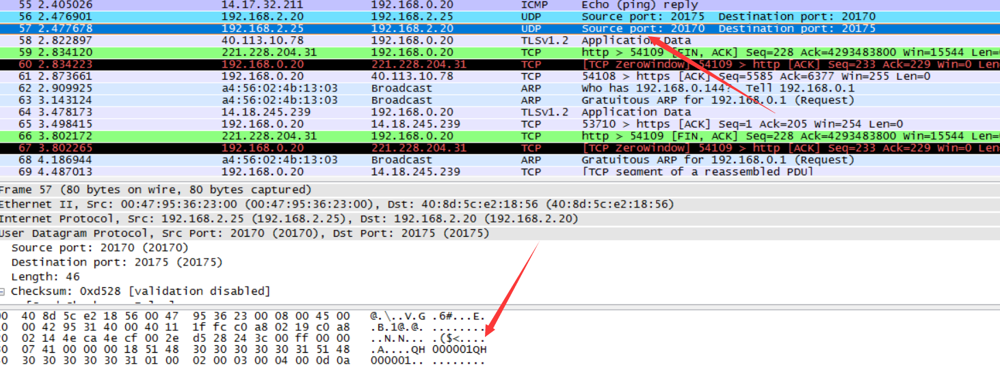 55 2.405026 14.17.32.211 192.168.0.20 ICMP Echo (ping) reply
56 2.476901 192.168.2.20 192.168.2.25 UDP Source port: 20175 Destination port: 20170
57 2.477678 192.168.2.25 192.168.2.20 UDP Source port: 20170 Destination port: 20175
58 2.822897 40.113.10.78 192.168.0.20 TLSv1.2 Application Data
59 2.834120 221.228.204.31 192.168.0.20 TCP http > 54109 [FIN, ACK] Seq=228 Ack=4293483800 Win=15544 Len=
60 2.834223 192.168.0.20 221.228.204.31 TCP [TCP ZeroWindow] 54109 > http [ACK] Seq=233 Ack=229 Win=0 Len
61 2.873661 192.168.0.20 40.113.10.78 TCP 54108 > https [ACK] Seq=5585 Ack=6377 Win=255 Len=0
62 2.909925 a4:56:02:4b:13:03 Broadcast ARP Who has 192.168.0.144? Tell 192.168.0.1
63 3.143124 a4:56:02:4b:13:03 Broadcast ARP Gratuitous ARP for 192.168.0.1 (Request)
64 3.478173 14.18.245.239 192.168.0.20 TLSv1.2 Application Data
65 3.498415 192.168.0.20 14.18.245.239 TCP 53710 > https [ACK] Seq=1 Ack=205 Win=254 Len=0
66 3.802172 221.228.204.31 192.168.0.20 TCP http > 54109 [FIN, ACK] Seq=228 Ack=4293483800 Win=15544 Len=
67 3.802265 192.168.0.20 221.228.204.31 TCP [TCP ZeroWindow] 54109 > http [ACK] Seq=233 Ack=229 Win=0 Len
68 4.186944 a4:56:02:4b:13:03 Broadcast ARP Gratuitous ARP for 192.168.0.1 (Request)
69 4.487013 192.168.0.20 14.18.245.239 TCP [TCP segment of a reassembled PDU]
Frame 57 (80 bytes on wire, 80 bytes captured)
Ethernet II, Src: 00:47:95:36:23:00 (00:47:95:36:23:00), Dst: 40:8d:5c:e2:18:56 (40:8d:5c:e2:18:56)
Internet Protocol, Src: 192.168.2.25 (192.168.2.25), Dst: 192.168.2.20 (192.168.2.20)
User Datagram Protocol, Src Port: 20170 (20170), Dst Port: 20175 (20175)
Source port: 20170 (20170)
Destination port: 20175 (20175)
Length: 46
Checksum: 0xd528 [validation disabled]
0 40 8d 5c e2 18 56 00 47 95 36 23 00 08 00 45 00 @.\..V.G .6#...E.
0 00 42 95 31 40 00 40 11 1f fc c0 a8 02 19 c0 a8 .B.1@.@. ........
0 02 14 4e ca 4e cf 00 2e d5 28 24 3c 00 ff 00 00 ..N.N... .($<....
0 07 41 00 00 00 18 51 48 30 30 30 30 30 31 51 48 .A....QH 000001QH
0 30 30 30 30 30 31 01 00 02 00 03 00 04 00 0d 0a 000001.. ........